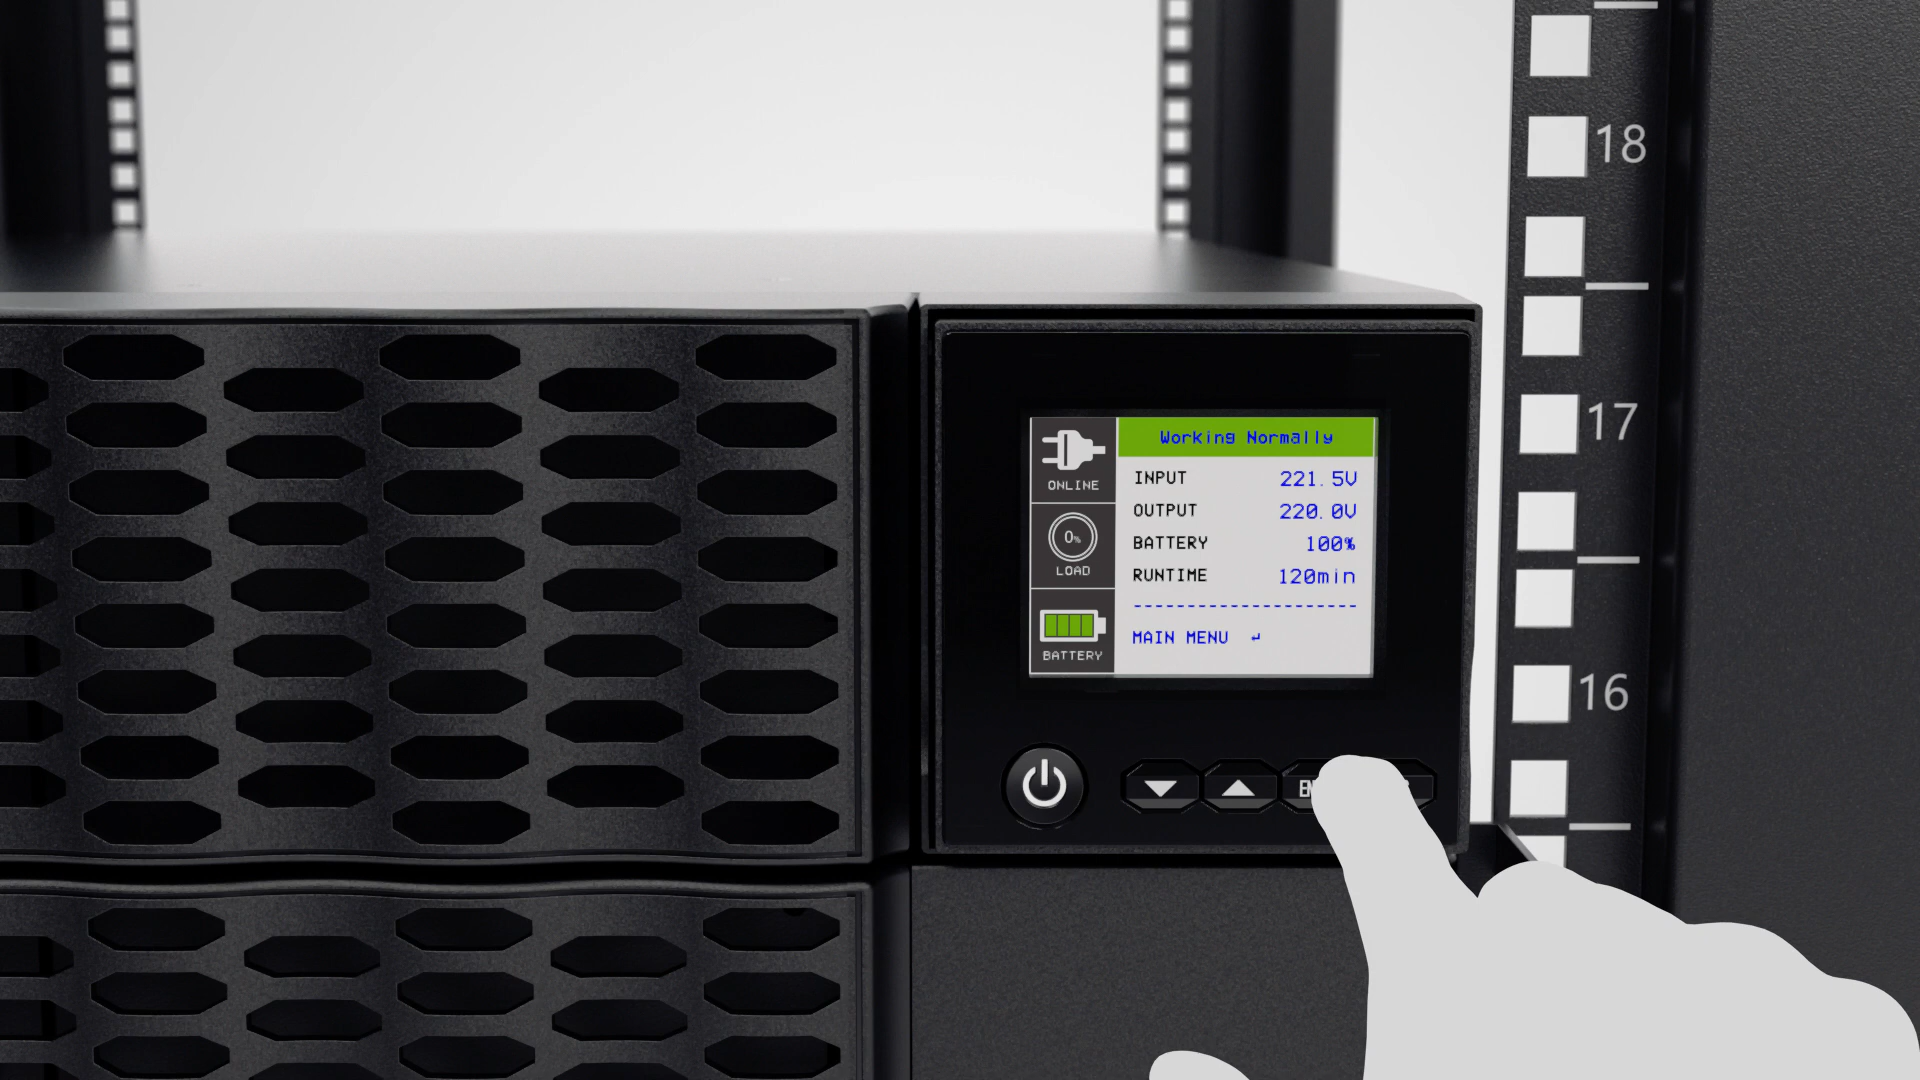 18
17
16
Working Normally
ONLINE
INPUT 221.5V
OUTPUT 220.0V
0%
LOAD
BATTERY 100%
RUNTIME 120min
---------------------
MAIN MENU ↵
BATTERY